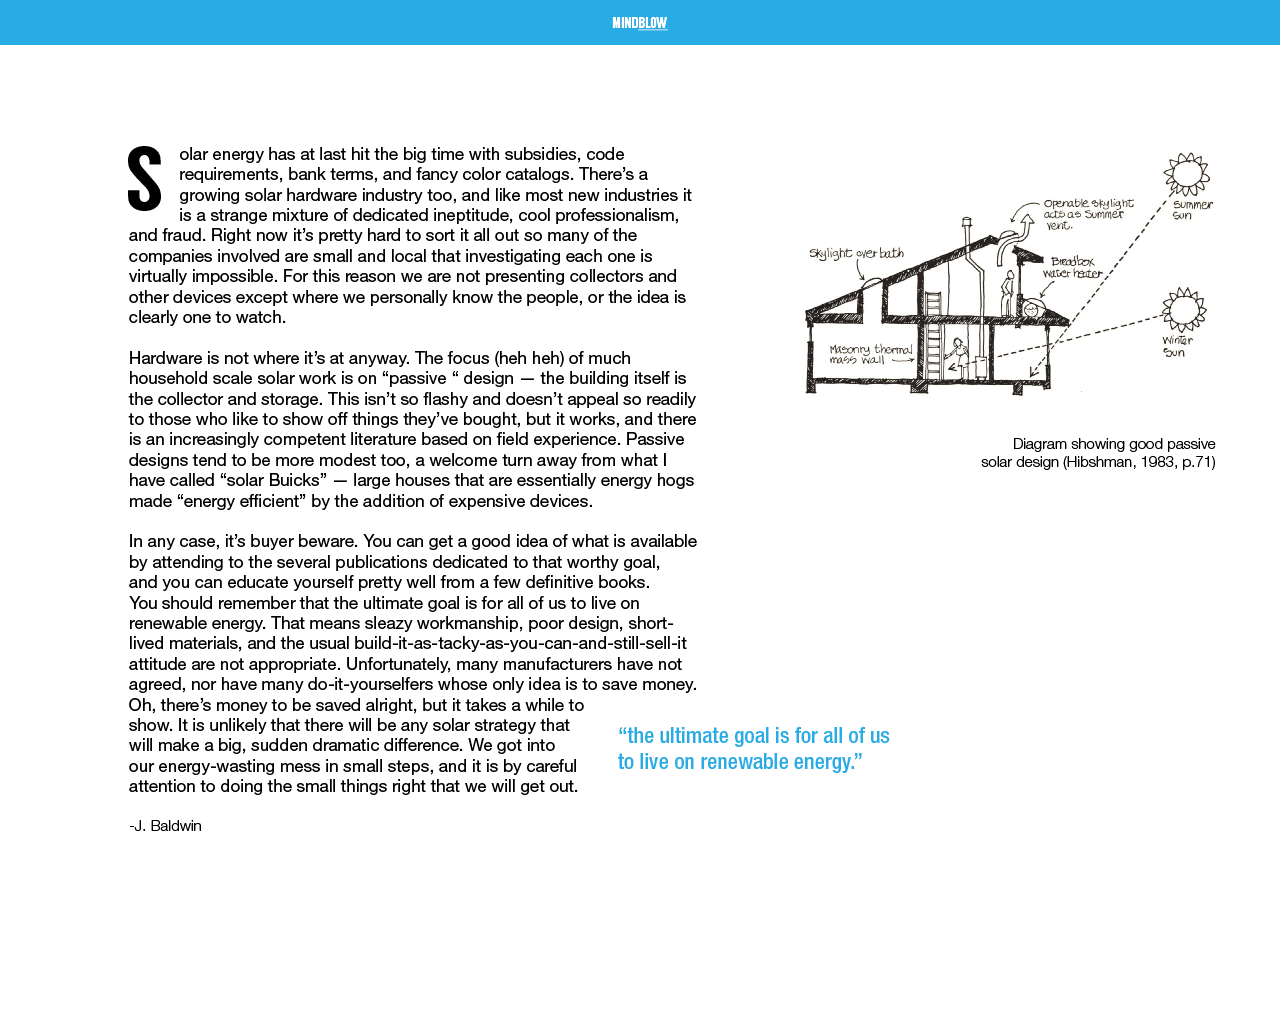 MINDBLOW
Solar energy has at last hit the big time with subsidies, code
requirements, bank terms, and fancy color catalogs. There’s a
growing solar hardware industry too, and like most new industries it
is a strange mixture of dedicated ineptitude, cool professionalism,
and fraud. Right now it’s pretty hard to sort it all out so many of the
companies involved are small and local that investigating each one is
virtually impossible. For this reason we are not presenting collectors and
other devices except where we personally know the people, or the idea is
clearly one to watch.
Hardware is not where it’s at anyway. The focus (heh heh) of much
household scale solar work is on “passive “ design — the building itself is
the collector and storage. This isn’t so flashy and doesn’t appeal so readily
to those who like to show off things they’ve bought, but it works, and there
is an increasingly competent literature based on field experience. Passive
designs tend to be more modest too, a welcome turn away from what I
have called “solar Buicks” — large houses that are essentially energy hogs
made “energy efficient” by the addition of expensive devices.
In any case, it’s buyer beware. You can get a good idea of what is available
by attending to the several publications dedicated to that worthy goal,
and you can educate yourself pretty well from a few definitive books.
You should remember that the ultimate goal is for all of us to live on
renewable energy. That means sleazy workmanship, poor design, short-
lived materials, and the usual build-it-as-tacky-as-you-can-and-still-sell-it
attitude are not appropriate. Unfortunately, many manufacturers have not
agreed, nor have many do-it-yourselfers whose only idea is to save money.
Oh, there’s money to be saved alright, but it takes a while to
show. It is unlikely that there will be any solar strategy that
will make a big, sudden dramatic difference. We got into
our energy-wasting mess in small steps, and it is by careful
attention to doing the small things right that we will get out.
-J. Baldwin
“the ultimate goal is for all of us
to live on renewable energy.”
Summer
Sun
Openable skylight
acts as Summer
vent.
Skylight over bath
Breadbox
water heater
Winter
Sun
Masonry thermal
mass wall
Diagram showing good passive
solar design (Hibshman, 1983, p.71)